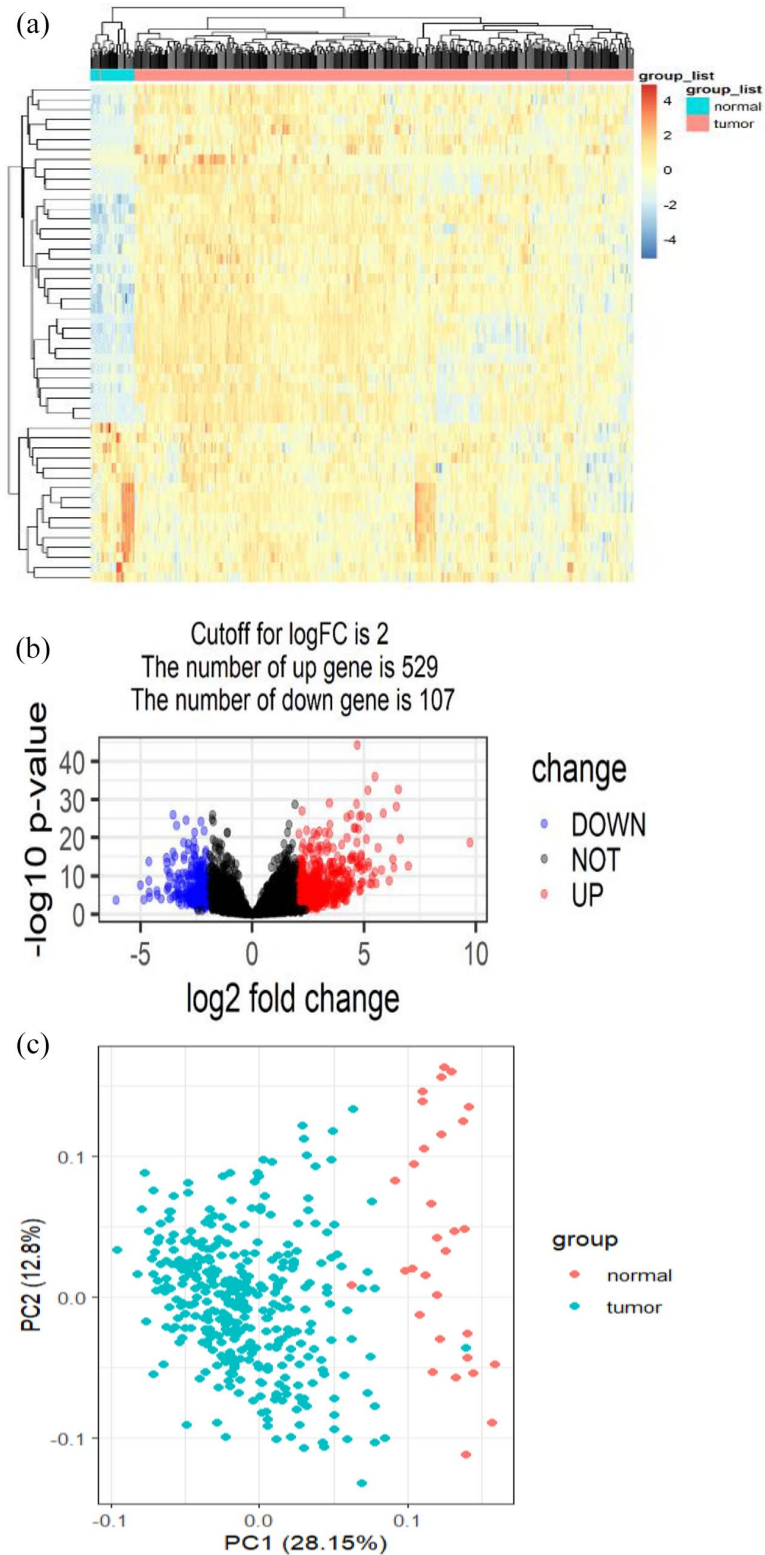 (a)
group_list
group_list
normal
tumor
4
2
0
-2
-4
(b)
Cutoff for logFC is 2
The number of up gene is 529
The number of down gene is 107
-log10 p-value
40
30
20
10
0
-5
0
5
10
log2 fold change
change
DOWN
NOT
UP
(c)
PC2 (12.8%)
0.1
0.0
-0.1
-0.1
0.0
0.1
PC1 (28.15%)
group
normal
tumor